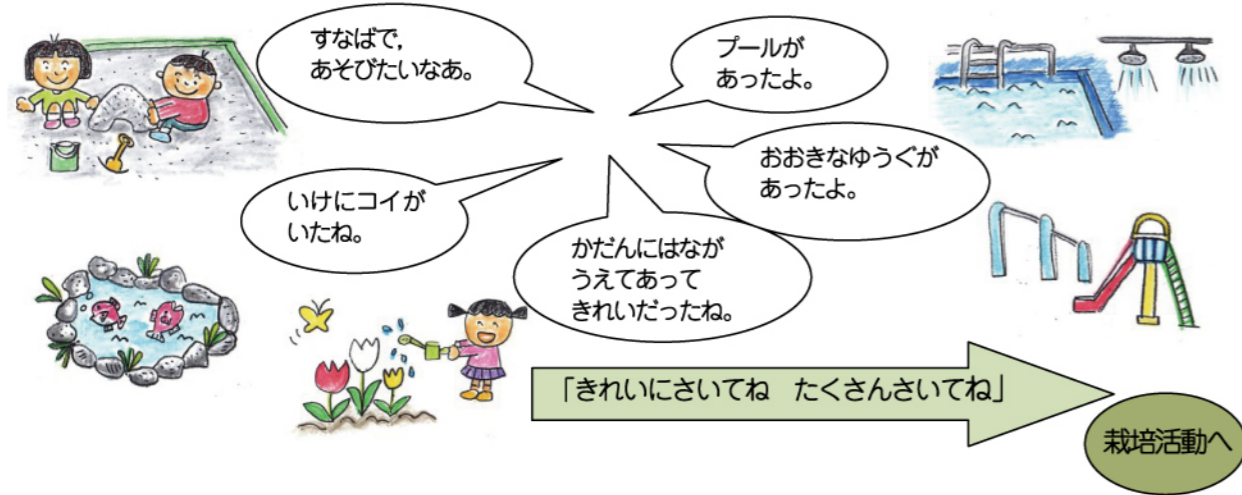 すなばで，
あそびたいなあ。
プールが
あったよ。
おおきなゆうぐが
あったよ。
いけにコイが
いたね。
かだんにはなが
うえてあって
きれいだったね。
「きれいにさいてね　たくさんさいてね」
栽培活動へ